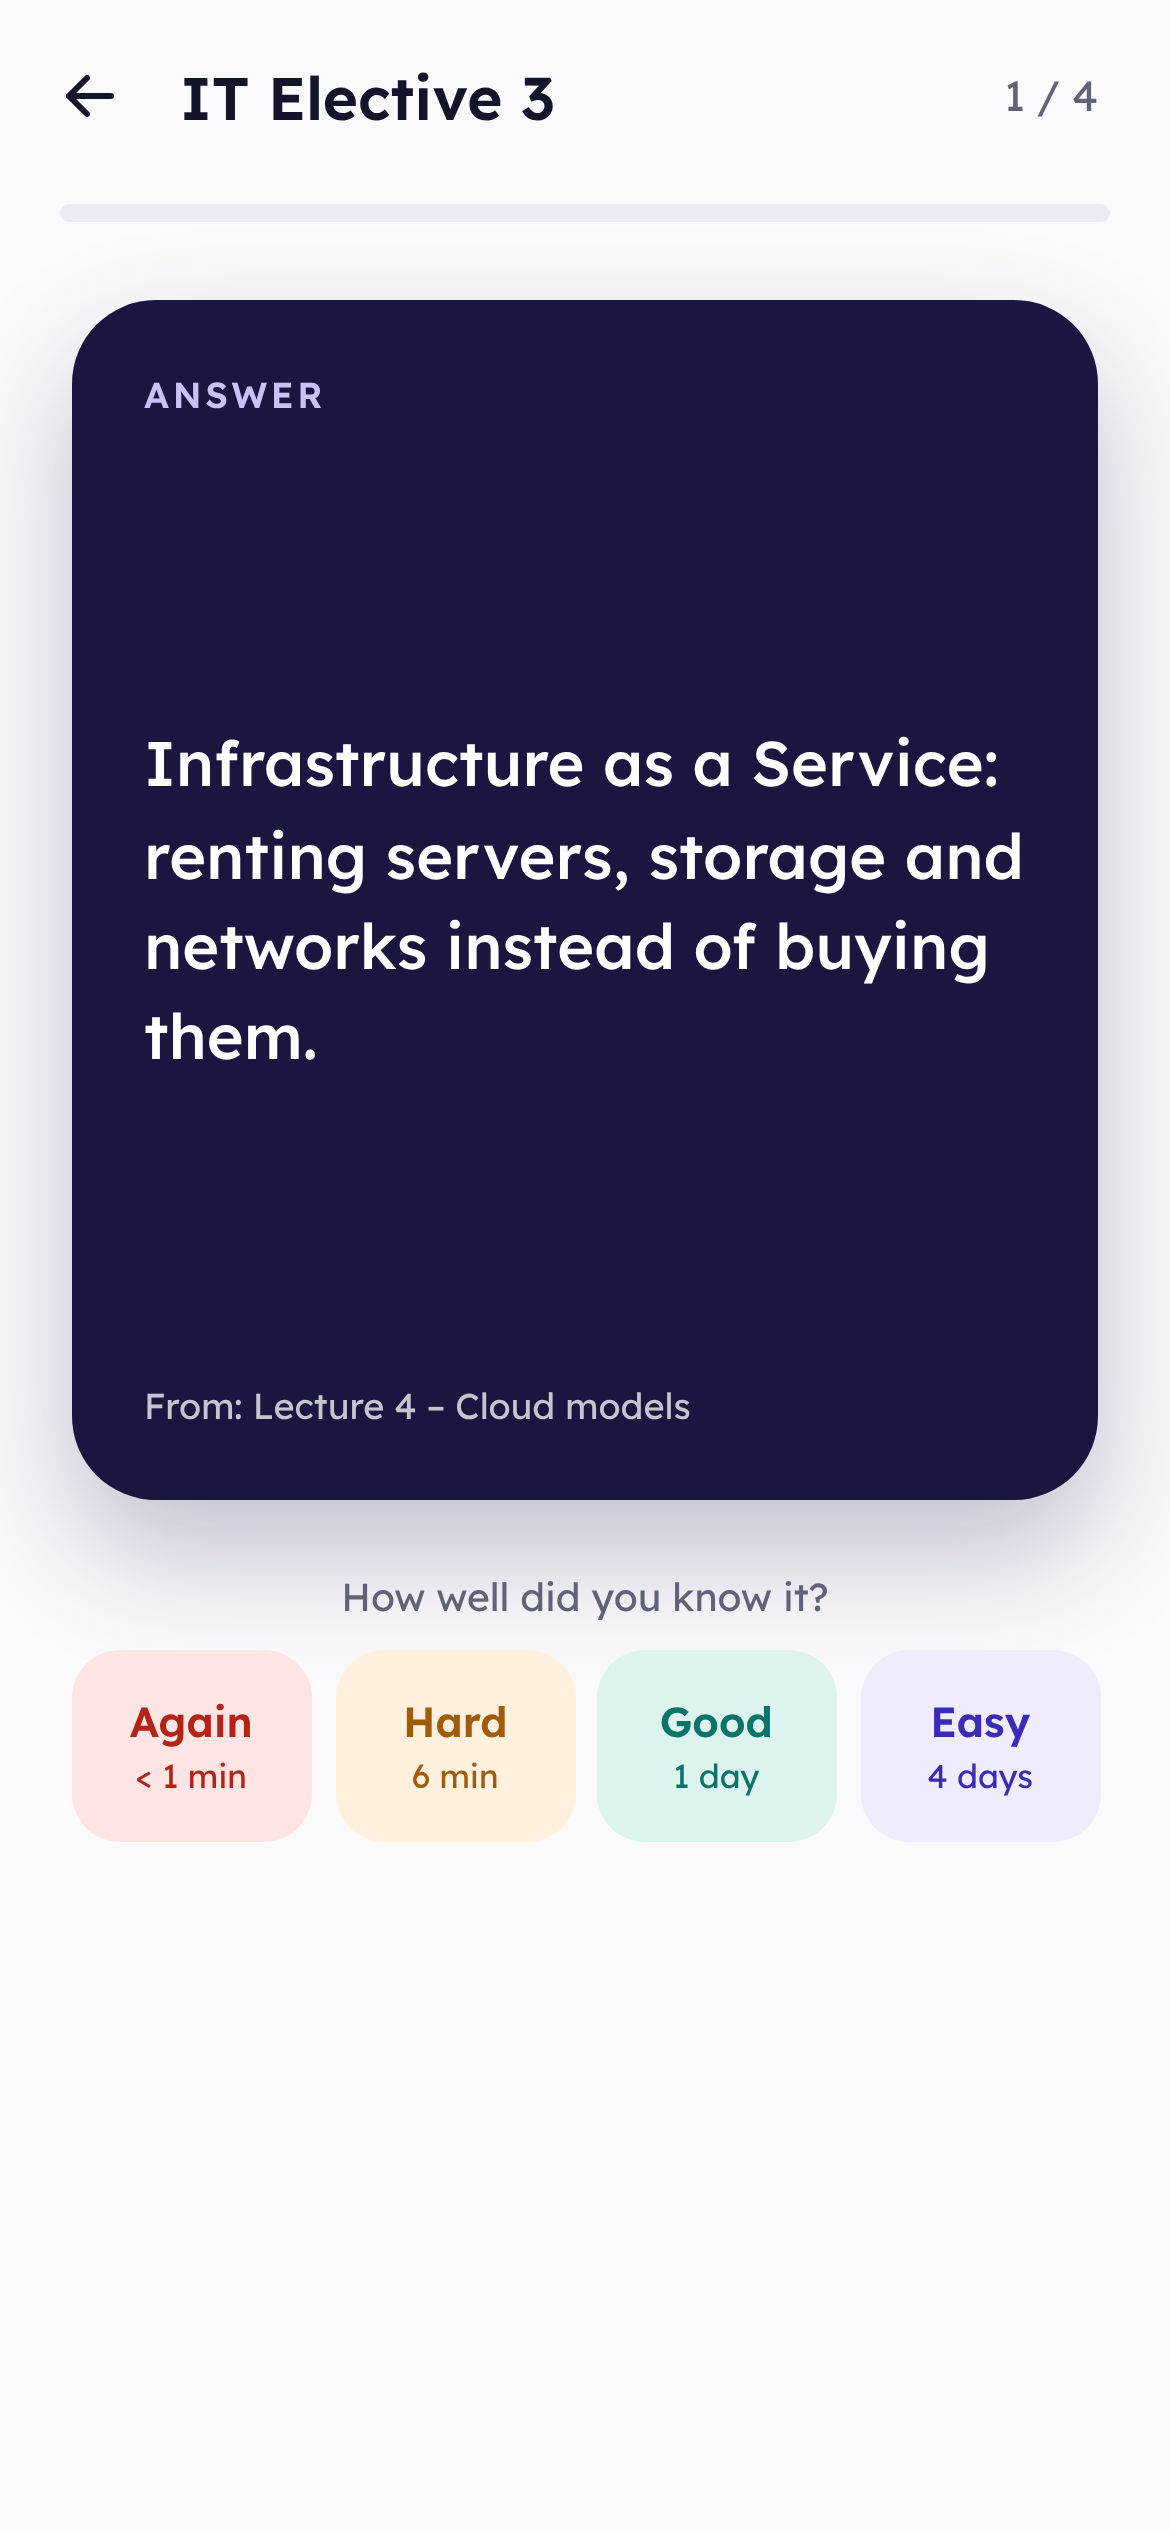 IT Elective 3
1 / 4
ANSWER
Infrastructure as a Service:
renting servers, storage and
networks instead of buying
them.
From: Lecture 4 – Cloud models
How well did you know it?
Again
< 1 min
Hard
6 min
Good
1 day
Easy
4 days